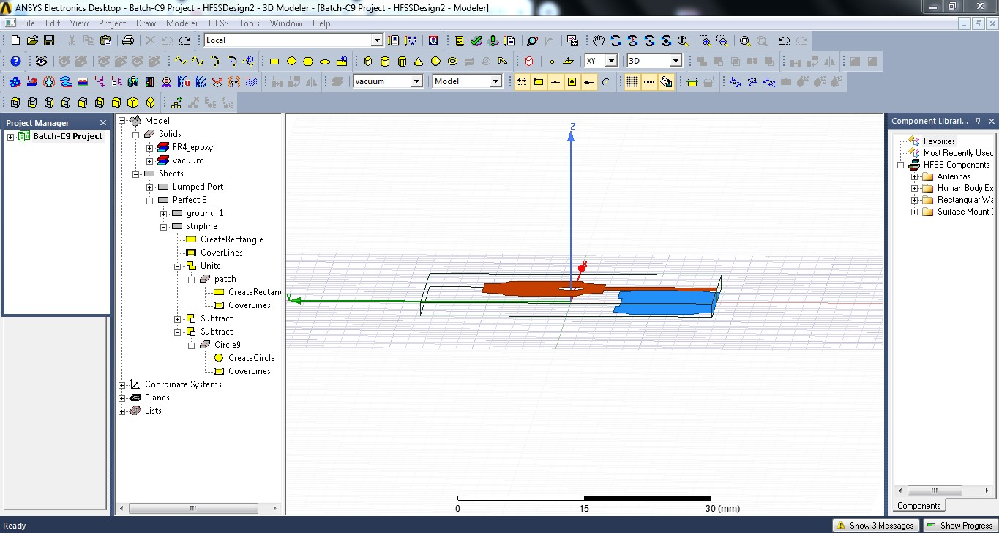 ANSYS Electronics Desktop - Batch-C9 Project - HFSSDesign2 - 3D Modeler - [Batch-C9 Project - HFSSDesign2 - Modeler]
File Edit View Project Draw Modeler HFSS Tools Window Help
Local
XY 3D
vacuum Model
Project Manager
Batch-C9 Project
Model
Solids
FR4_epoxy
vacuum
Sheets
Lumped Port
Perfect E
ground_1
stripline
CreateRectangle
CoverLines
Unite
patch
CreateRectan
CoverLines
Subtract
Subtract
Circle9
CreateCircle
CoverLines
Coordinate Systems
Planes
Lists
Z
X
Y
0 15 30 (mm)
Component Librari...
Favorites
Most Recently Used
HFSS Components
Antennas
Human Body Ex
Rectangular Wa
Surface Mount D
Components
Ready
Show 3 Messages
Show Progress